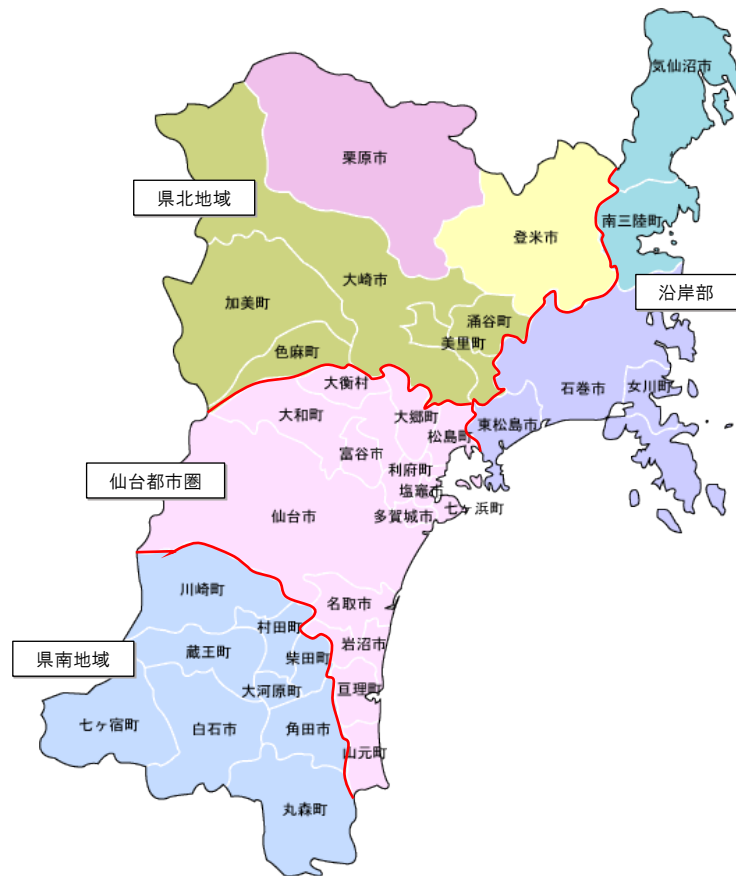 気仙沼市
栗原市
県北地域
南三陸町
登米市
大崎市
沿岸部
加美町
涌谷町
美里町
色麻町
大衡村
女川町
石巻市
大和町
大郷町
東松島市
松島町
富谷市
利府町
仙台都市圏
塩竈市
七ヶ浜町
仙台市
多賀城市
川崎町
名取市
村田町
岩沼市
蔵王町
柴田町
県南地域
大河原町
亘理町
七ヶ宿町
白石市
角田市
山元町
丸森町